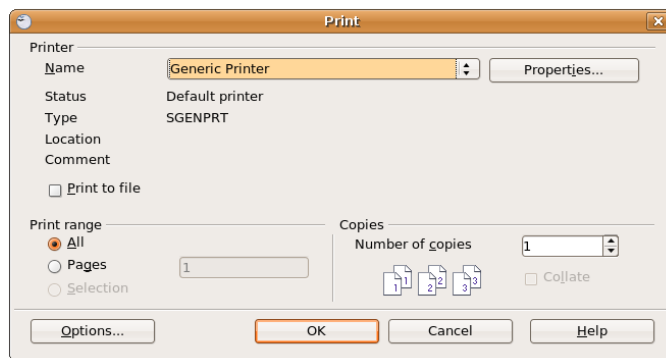 Print
Printer
Name Generic Printer Properties...
Status Default printer
Type SGENPRT
Location
Comment
Print to file
Print range
All
Pages 1
Selection
Copies
Number of copies 1
1 1 2 2 3 3
Collate
Options... OK Cancel Help